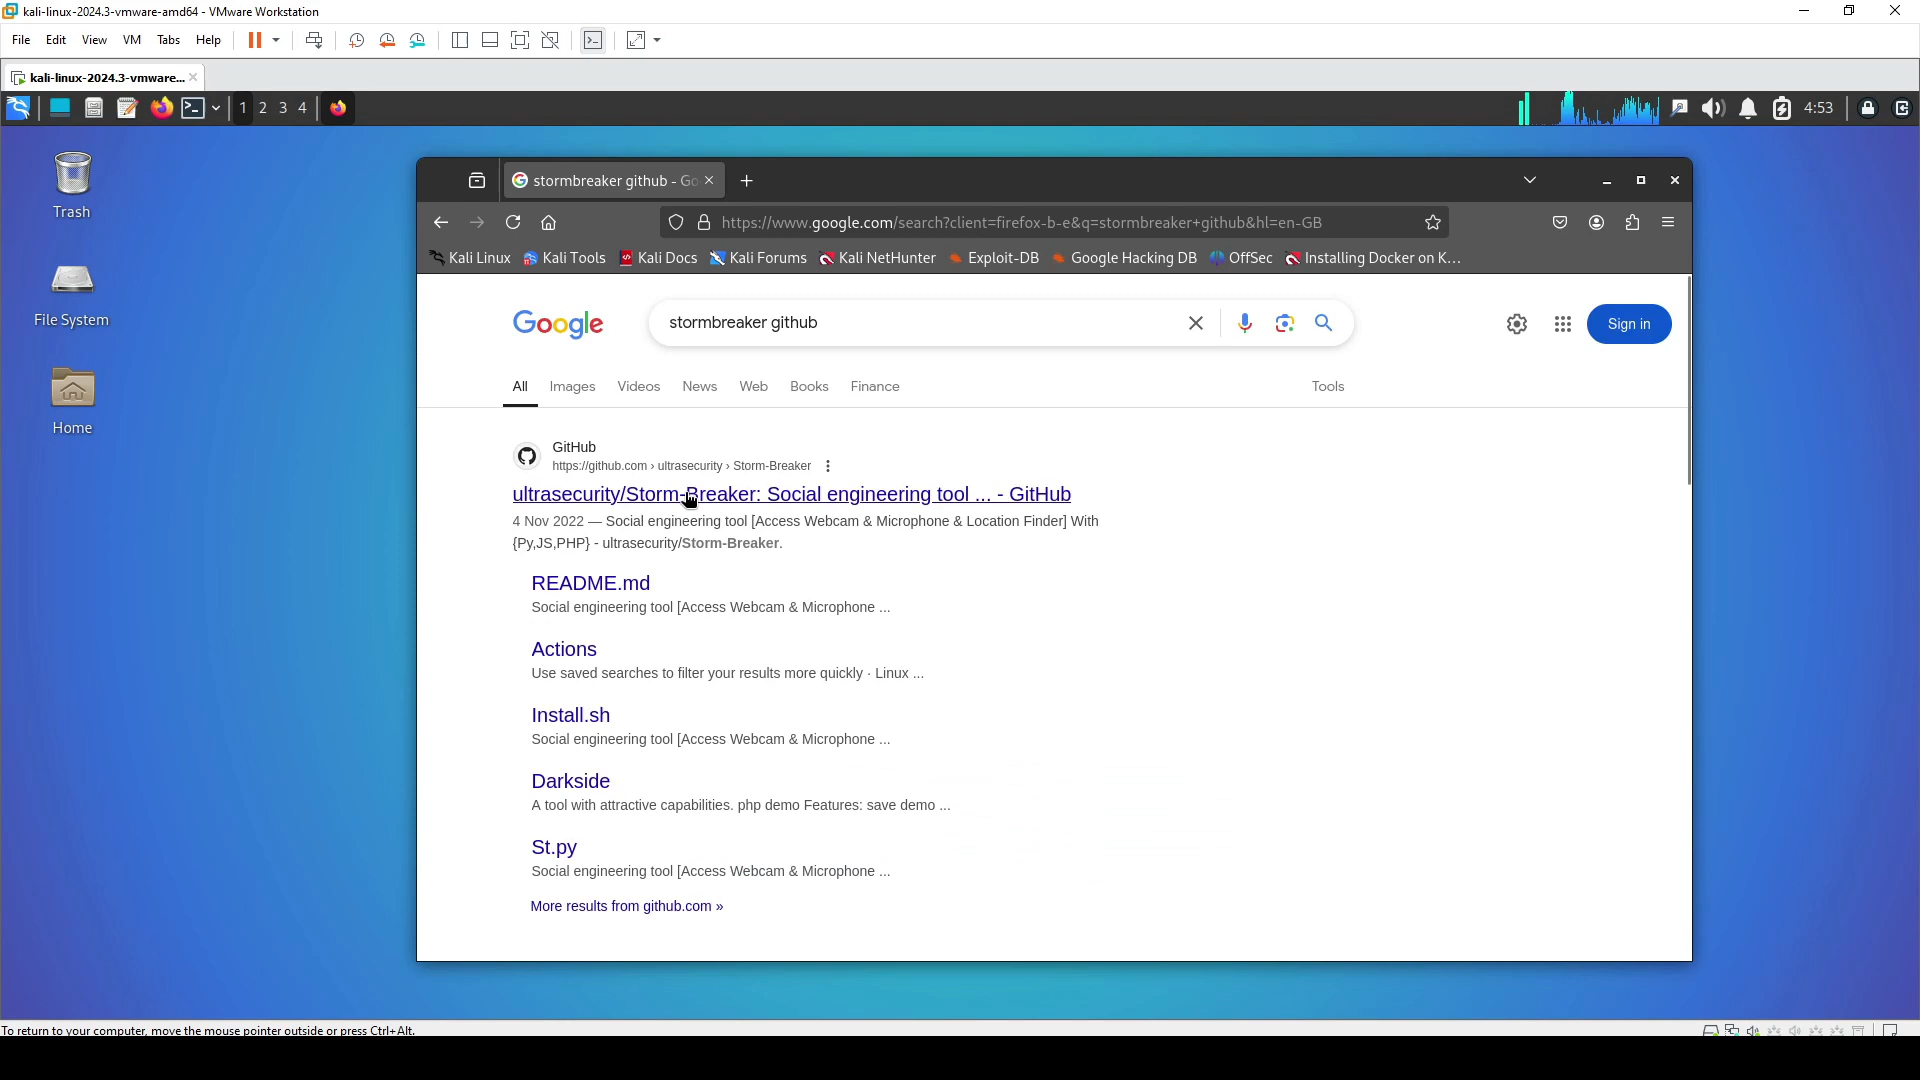 kali-linux-2024.3-vmware-amd64 - VMware Workstation
File Edit View VM Tabs Help
kali-linux-2024.3-vmware...
1 2 3 4
4:53
Trash
File System
Home
stormbreaker github - Go
https://www.google.com/search?client=firefox-b-e&q=stormbreaker+github&hl=en-GB
Kali Linux Kali Tools Kali Docs Kali Forums Kali NetHunter Exploit-DB Google Hacking DB OffSec Installing Docker on K...
Google
stormbreaker github
Sign in
All Images Videos News Web Books Finance Tools
GitHub
https://github.com › ultrasecurity › Storm-Breaker
ultrasecurity/Storm-Breaker: Social engineering tool ... - GitHub
4 Nov 2022 — Social engineering tool [Access Webcam & Microphone & Location Finder] With
{Py,JS,PHP} - ultrasecurity/Storm-Breaker.
README.md
Social engineering tool [Access Webcam & Microphone ...
Actions
Use saved searches to filter your results more quickly · Linux ...
Install.sh
Social engineering tool [Access Webcam & Microphone ...
Darkside
A tool with attractive capabilities. php demo Features: save demo ...
St.py
Social engineering tool [Access Webcam & Microphone ...
More results from github.com »
To return to your computer, move the mouse pointer outside or press Ctrl+Alt.